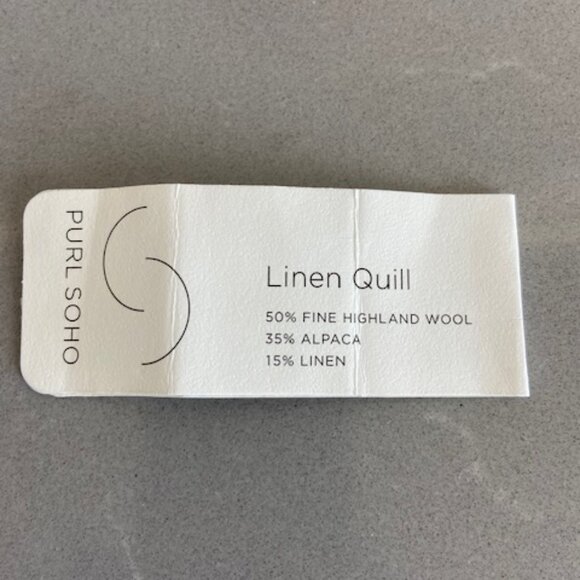 PURL SOHO
Linen Quill
50% FINE HIGHLAND WOOL
35% ALPACA
15% LINEN